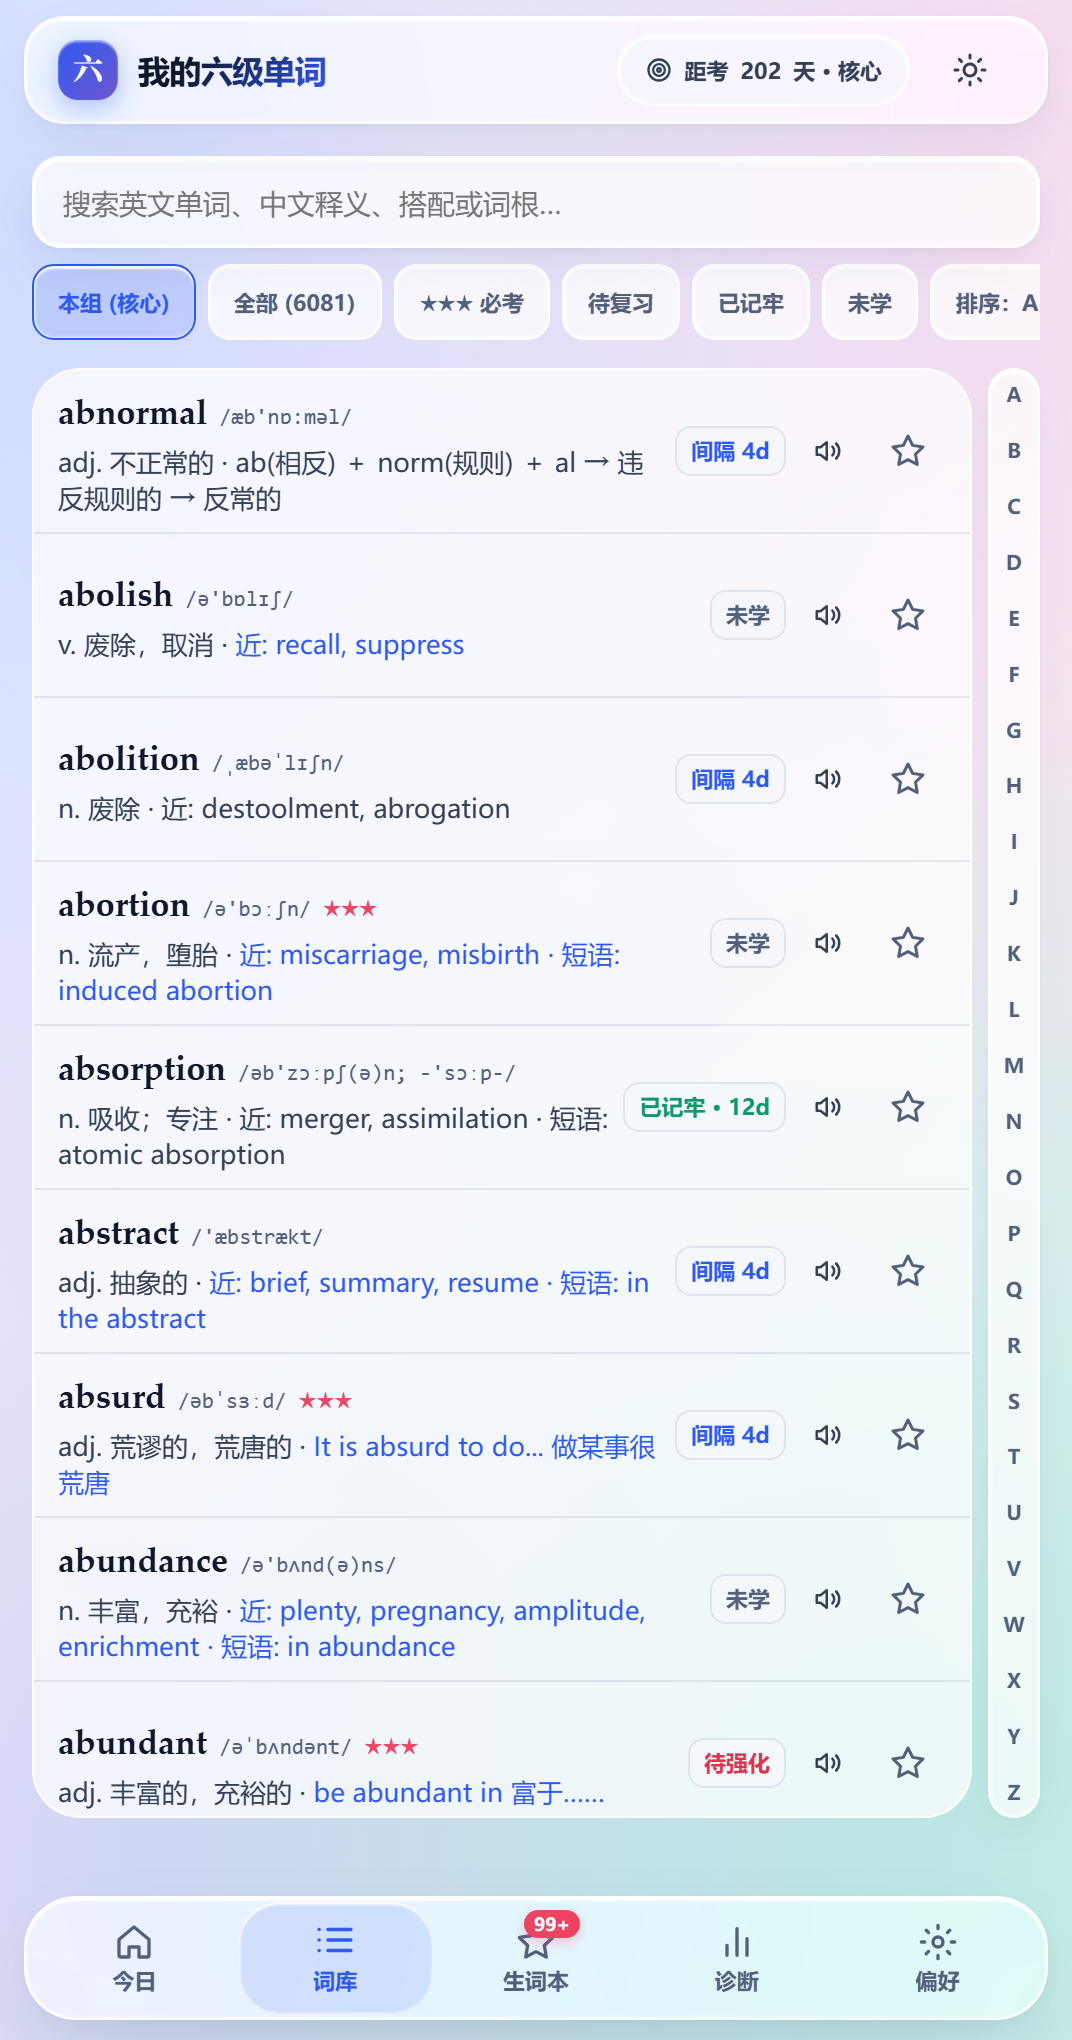 六 我的六级单词 距考 202 天 • 核心
搜索英文单词、中文释义、搭配或词根...
本组 (核心) 全部 (6081) ★★★ 必考 待复习 已记牢 未学 排序: A
abnormal /æb'nɒ:məl/
adj. 不正常的 · ab(相反) + norm(规则) + al → 违
反规则的 → 反常的
间隔 4d
abolish /ə'bɒlɪʃ/
v. 废除，取消 · 近: recall, suppress
未学
abolition /ˌæbəˈlɪʃn/
n. 废除 · 近: destoolment, abrogation
间隔 4d
abortion /ə'bɔːʃn/ ★★★
n. 流产，堕胎 · 近: miscarriage, misbirth · 短语:
induced abortion
未学
absorption /əb'zɔːpʃ(ə)n; -'sɔːp-/
n. 吸收；专注 · 近: merger, assimilation · 短语:
atomic absorption
已记牢 • 12d
abstract /'æbstrækt/
adj. 抽象的 · 近: brief, summary, resume · 短语: in
the abstract
间隔 4d
absurd /əbˈsɜːd/ ★★★
adj. 荒谬的，荒唐的 · It is absurd to do... 做某事很
荒唐
间隔 4d
abundance /ə'bʌnd(ə)ns/
n. 丰富，充裕 · 近: plenty, pregnancy, amplitude,
enrichment · 短语: in abundance
未学
abundant /əˈbʌndənt/ ★★★
adj. 丰富的，充裕的 · be abundant in 富于……
待强化
A
B
C
D
E
F
G
H
I
J
K
L
M
N
O
P
Q
R
S
T
U
V
W
X
Y
Z
99+
今日 词库 生词本 诊断 偏好